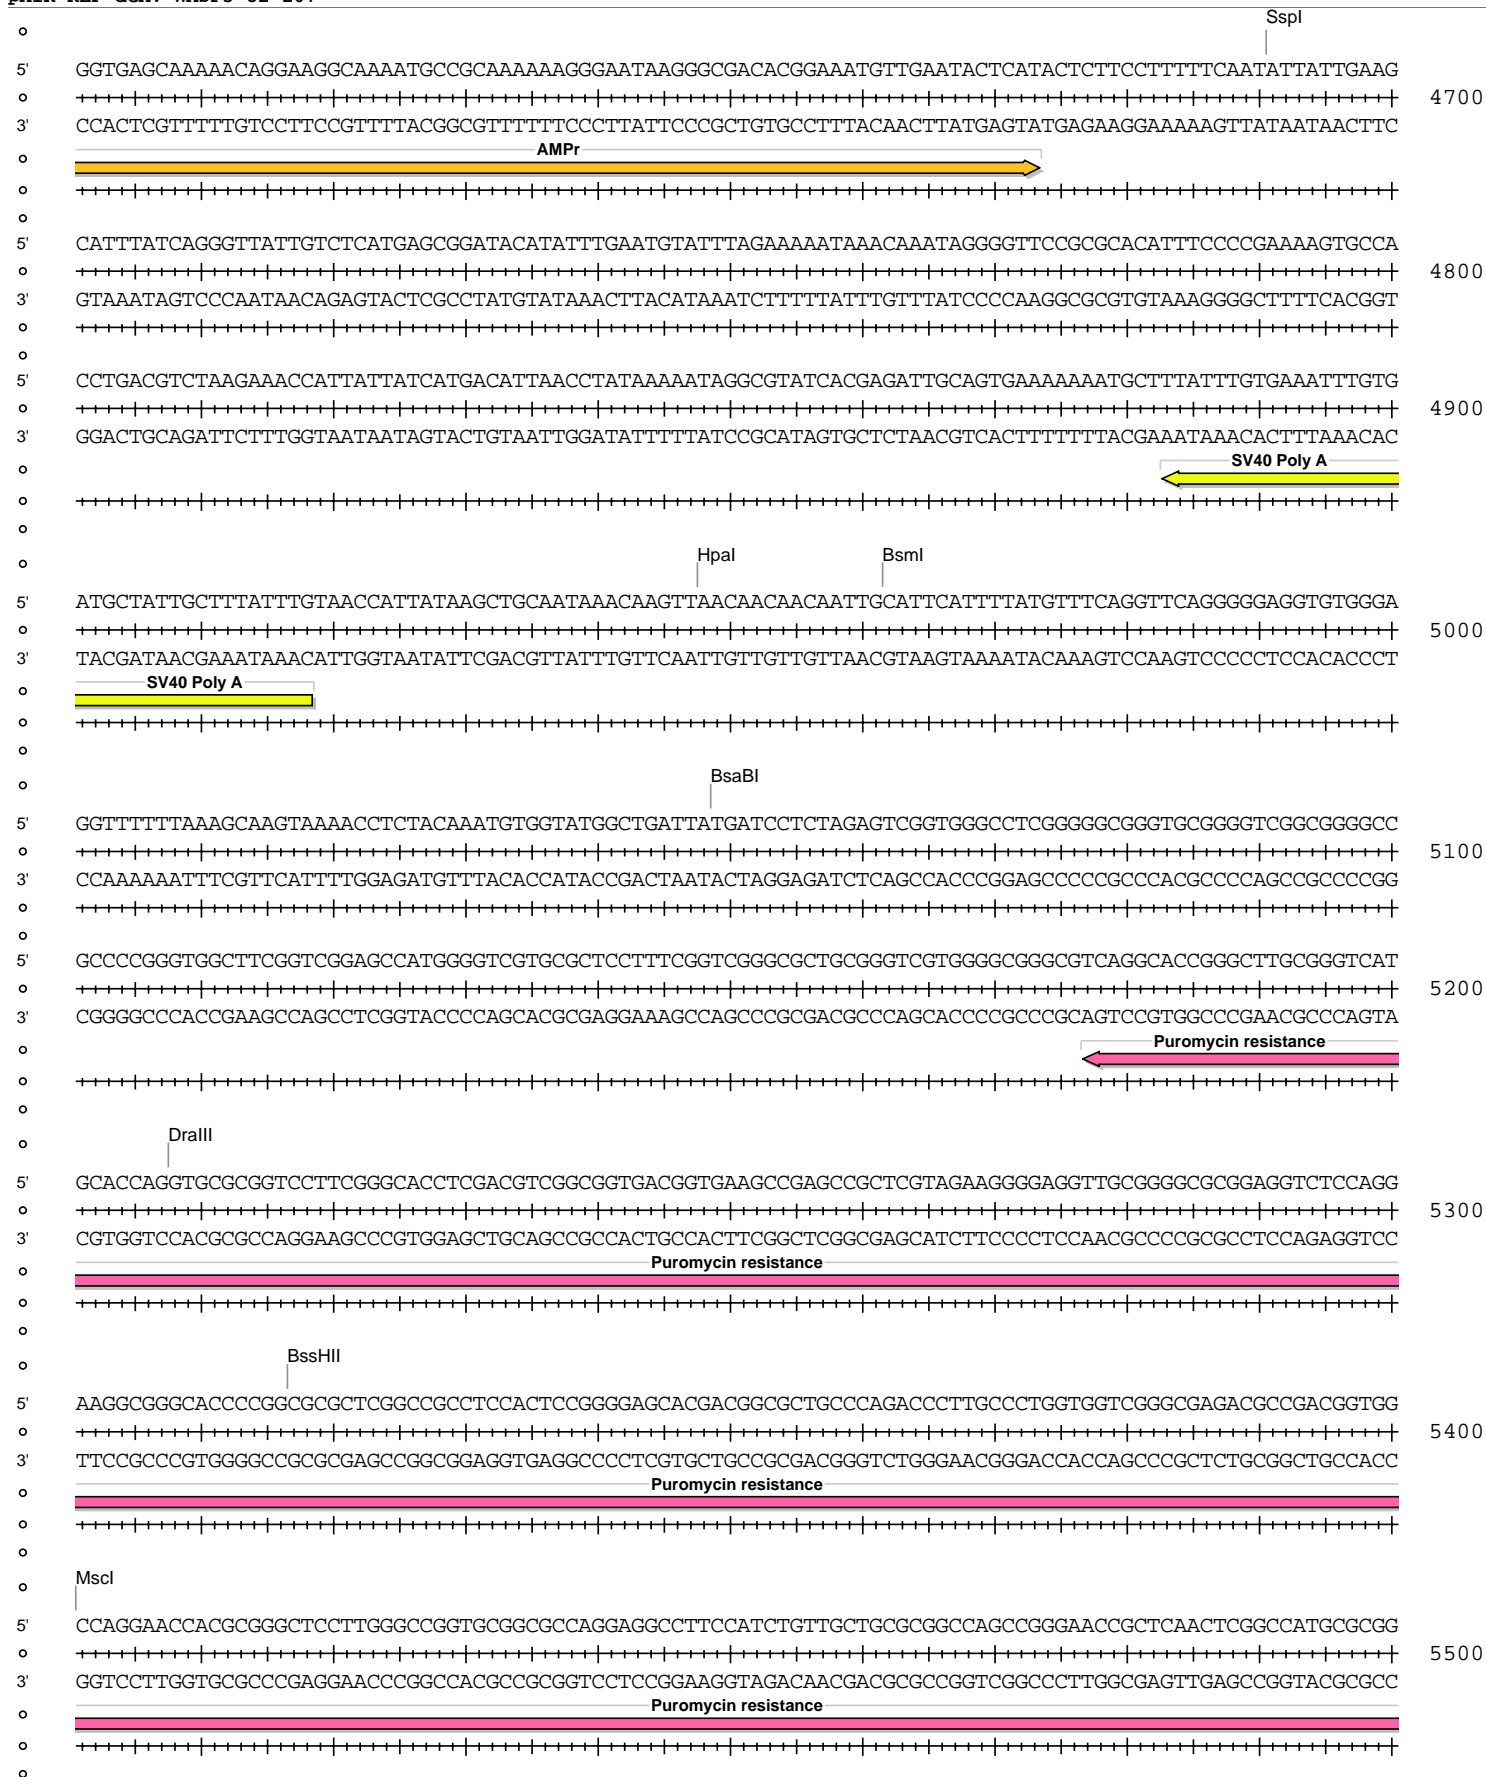 SspI
5' GGTGAGCAAAAACAGGAAGGCAAAATGCCGCAAAAAAGGGAATAAGGGCGACACGGAAATGTTGAATACTCATACTCTTCCTTTTTCAATATTATTGAAG
4700
3' CCACTCGTTTTTGTCCTTCCGTTTTACGGCGTTTTTTCCCTTATTCCCGCTGTGCCTTTACAACTTATGAGTATGAGAAGGAAAAAGTTATAATAACTTC
AMPr
5' CATTTATCAGGGTTATTGTCTCATGAGCGGATACATATTTGAATGTATTTAGAAAAATAAACAAATAGGGGTTCCGCGCACATTTCCCCGAAAAGTGCCA
4800
3' GTAAATAGTCCCAATAACAGAGTACTCGCCTATGTATAAACTTACATAAATCTTTTTATTTGTTTATCCCCAAGGCGCGTGTAAAGGGGCTTTTCACGGT
5' CCTGACGTCTAAGAAACCATTATTATCATGACATTAACCTATAAAAATAGGCGTATCACGAGATTGCAGTGAAAAAAATGCTTTATTTGTGAAATTTGTG
4900
3' GGACTGCAGATTCTTTGGTAATAATAGTACTGTAATTGGATATTTTTATCCGCATAGTGCTCTAACGTCACTTTTTTTACGAAATAAACACTTTAAACAC
SV40 Poly A
HpaI BsmI
5' ATGCTATTGCTTTATTTGTAACCATTATAAGCTGCAATAAACAAGTTAACAACAACAATTGCATTCATTTTATGTTTCAGGTTCAGGGGGAGGTGTGGGA
5000
3' TACGATAACGAAATAAACATTGGTAATATTCGACGTTATTTGTTCAATTGTTGTTGTTAACGTAAGTAAAATACAAAGTCCAAGTCCCCCTCCACACCCT
SV40 Poly A
BsaBI
5' GGTTTTTTAAAGCAAGTAAAACCTCTACAAATGTGGTATGGCTGATTATGATCCTCTAGAGTCGGTGGGCCTCGGGGGCGGGTGCGGGGTCGGCGGGGCC
5100
3' CCAAAAAATTTCGTTCATTTTGGAGATGTTTACACCATACCGACTAATACTAGGAGATCTCAGCCACCCGGAGCCCCCGCCCACGCCCCAGCCGCCCCGG
5' GCCCCGGGTGGCTTCGGTCGGAGCCATGGGGTCGTGCGCTCCTTTCGGTCGGGCGCTGCGGGTCGTGGGGCGGGCGTCAGGCACCGGGCTTGCGGGTCAT
5200
3' CGGGGCCCACCGAAGCCAGCCTCGGTACCCCAGCACGCGAGGAAAGCCAGCCCGCGACGCCCAGCACCCCGCCCGCAGTCCGTGGCCCGAACGCCCAGTA
Puromycin resistance
DraIII
5' GCACCAGGTGCGCGGTCCTTCGGGCACCTCGACGTCGGCGGTGACGGTGAAGCCGAGCCGCTCGTAGAAGGGGAGGTTGCGGGGCGCGGAGGTCTCCAGG
5300
3' CGTGGTCCACGCGCCAGGAAGCCCGTGGAGCTGCAGCCGCCACTGCCACTTCGGCTCGGCGAGCATCTTCCCCTCCAACGCCCCGCGCCTCCAGAGGTCC
Puromycin resistance
BssHII
5' AAGGCGGGCACCCCGGCGCGCTCGGCCGCCTCCACTCCGGGGAGCACGACGGCGCTGCCCAGACCCTTGCCCTGGTGGTCGGGCGAGACGCCGACGGTGG
5400
3' TTCCGCCCGTGGGGCCGCGCGAGCCGGCGGAGGTGAGGCCCCTCGTGCTGCCGCGACGGGTCTGGGAACGGGACCACCAGCCCGCTCTGCGGCTGCCACC
Puromycin resistance
MscI
5' CCAGGAACCACGCGGGCTCCTTGGGCCGGTGCGGCGCCAGGAGGCCTTCCATCTGTTGCTGCGCGGCCAGCCGGGAACCGCTCAACTCGGCCATGCGCGG
5500
3' GGTCCTTGGTGCGCCCGAGGAACCCGGCCACGCCGCGGTCCTCCGGAAGGTAGACAACGACGCGCCGGTCGGCCCTTGGCGAGTTGAGCCGGTACGCGCC
Puromycin resistance